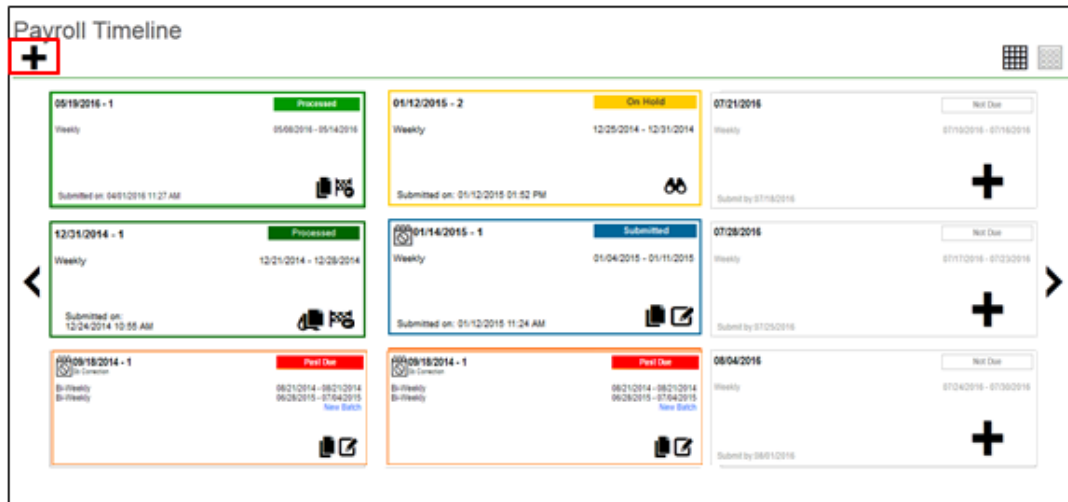 Payroll Timeline
05/19/2016 - 1
Processed
Weekly
05/08/2016 - 05/14/2016
Submitted on: 04/01/2016 11:27 AM
01/12/2015 - 2
On Hold
Weekly
12/25/2014 - 12/31/2014
Submitted on: 01/12/2015 01:52 PM
07/21/2016
Not Due
Weekly
07/10/2016 - 07/16/2016
Submit by:07/18/2016
12/31/2014 - 1
Processed
Weekly
12/21/2014 - 12/28/2014
Submitted on:
12/24/2014 10:55 AM
01/14/2015 - 1
Submitted
Weekly
01/04/2015 - 01/11/2015
Submitted on: 01/12/2015 11:24 AM
07/28/2016
Not Due
Weekly
07/17/2016 - 07/23/2016
Submit by:07/25/2016
09/18/2014 - 1
Past Due
Correction
Bi-Weekly
08/21/2014 - 08/21/2014
Bi-Weekly
06/28/2015 - 07/04/2015
New Batch
09/18/2014 - 1
Past Due
Correction
Bi-Weekly
08/21/2014 - 08/21/2014
Bi-Weekly
06/28/2015 - 07/04/2015
New Batch
08/04/2016
Not Due
Weekly
07/24/2016 - 07/30/2016
Submit by:08/01/2016